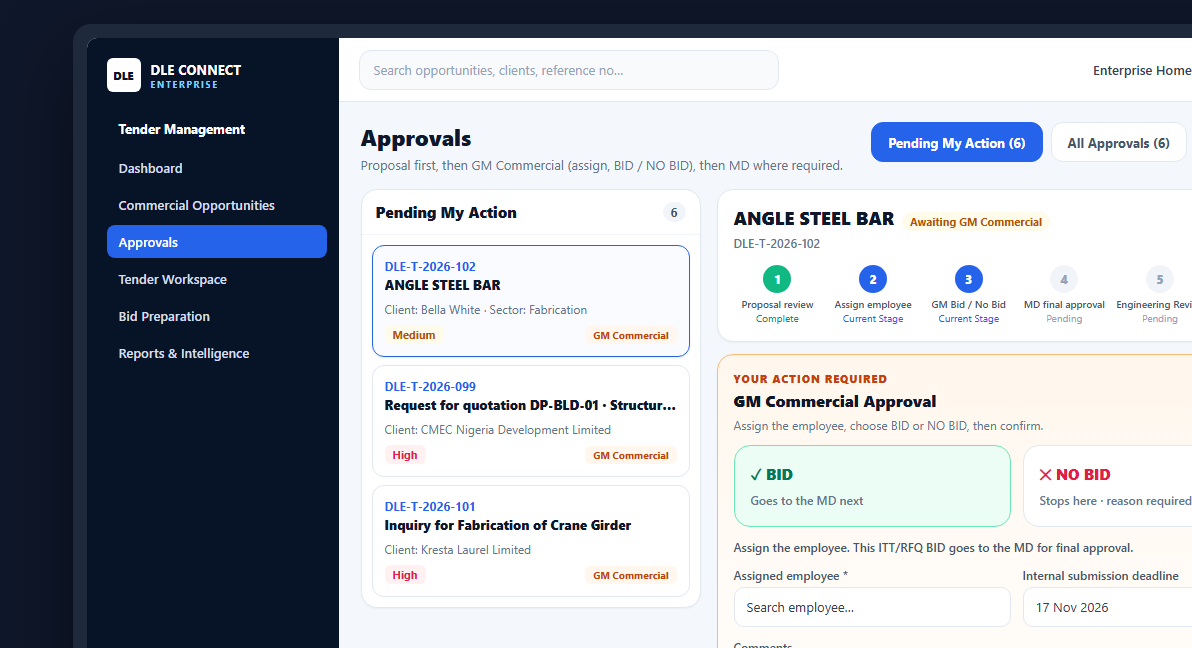 DLE
DLE CONNECT
ENTERPRISE
Tender Management
Dashboard
Commercial Opportunities
Approvals
Tender Workspace
Bid Preparation
Reports & Intelligence
Search opportunities, clients, reference no...
Enterprise Home
Approvals
Proposal first, then GM Commercial (assign, BID / NO BID), then MD where required.
Pending My Action (6)
All Approvals (6)
Pending My Action
6
DLE-T-2026-102
ANGLE STEEL BAR
Client: Bella White · Sector: Fabrication
Medium
GM Commercial
DLE-T-2026-099
Request for quotation DP-BLD-01 · Structur...
Client: CMEC Nigeria Development Limited
High
GM Commercial
DLE-T-2026-101
Inquiry for Fabrication of Crane Girder
Client: Kresta Laurel Limited
High
GM Commercial
ANGLE STEEL BAR
Awaiting GM Commercial
DLE-T-2026-102
1
Proposal review
Complete
2
Assign employee
Current Stage
3
GM Bid / No Bid
Current Stage
4
MD final approval
Pending
5
Engineering Revi
Pending
YOUR ACTION REQUIRED
GM Commercial Approval
Assign the employee, choose BID or NO BID, then confirm.
✓ BID
Goes to the MD next
✕ NO BID
Stops here · reason required
Assign the employee. This ITT/RFQ BID goes to the MD for final approval.
Assigned employee *
Search employee...
Internal submission deadline
17 Nov 2026
Comments